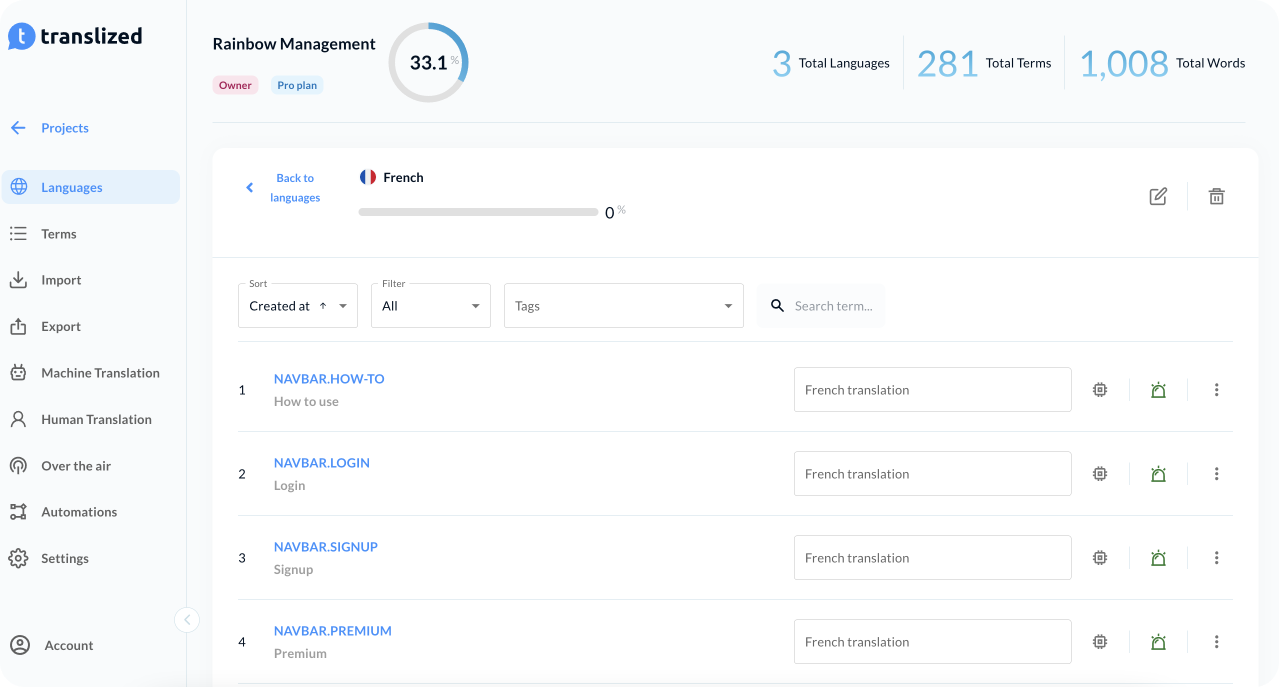 translized
Rainbow Management
Owner
Pro plan
33.1 %
3 Total Languages
281 Total Terms
1,008 Total Words
Projects
Languages
Terms
Import
Export
Machine Translation
Human Translation
Over the air
Automations
Settings
Account
Back to
languages
French
0 %
Sort
Created at ↑
Filter
All
Tags
Search term...
1
NAVBAR.HOW-TO
How to use
French translation
2
NAVBAR.LOGIN
Login
French translation
3
NAVBAR.SIGNUP
Signup
French translation
4
NAVBAR.PREMIUM
Premium
French translation